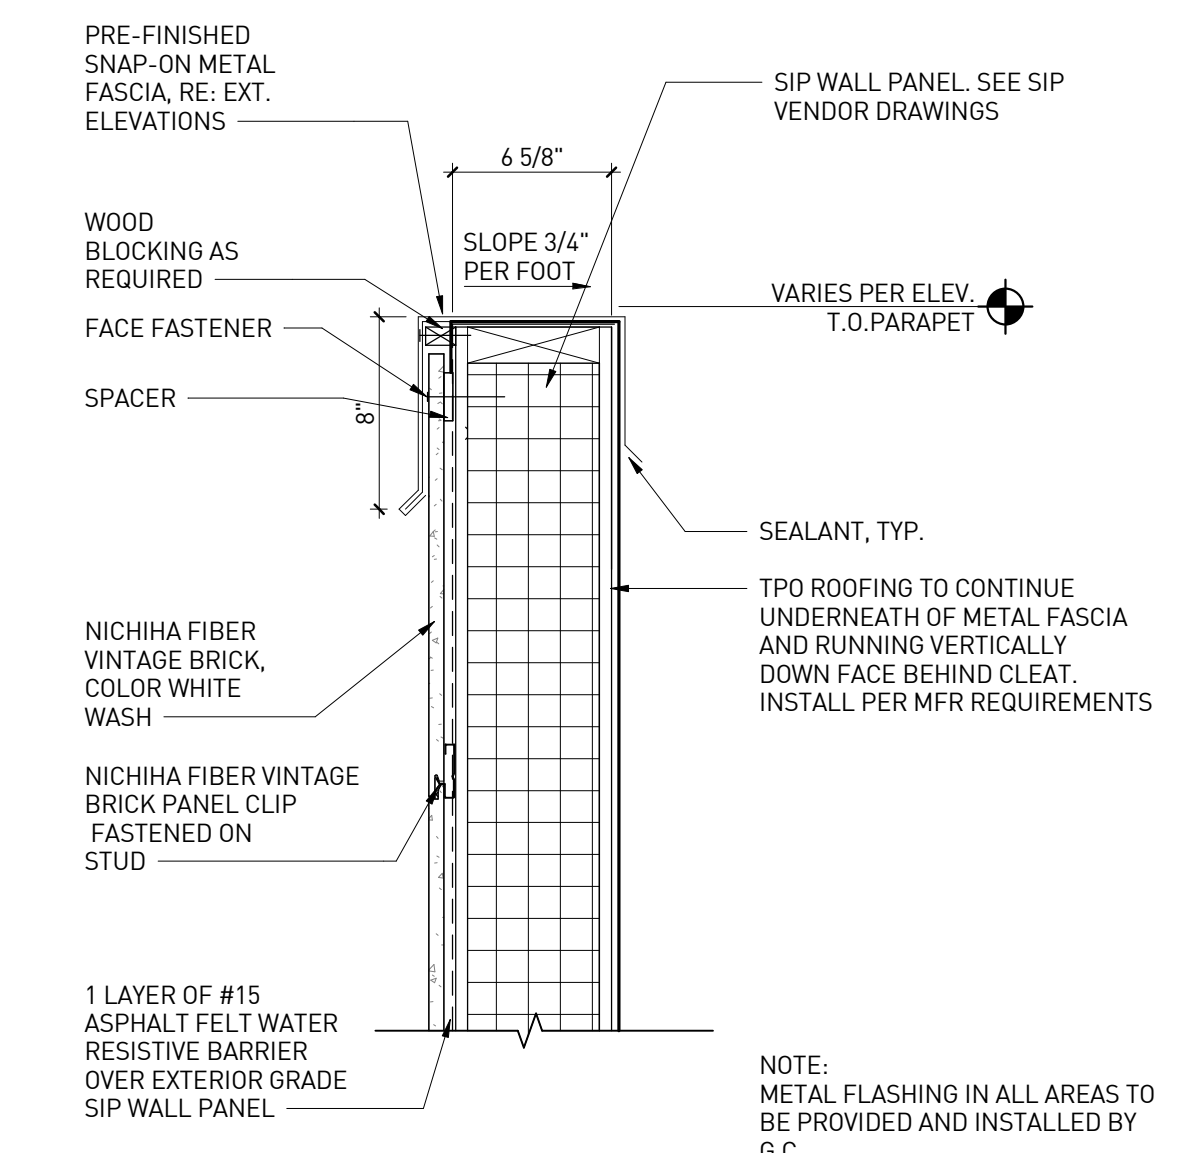 PRE-FINISHED
SNAP-ON METAL
FASCIA, RE: EXT.
ELEVATIONS
SIP WALL PANEL. SEE SIP
VENDOR DRAWINGS
6 5/8"
WOOD
BLOCKING AS
REQUIRED
SLOPE 3/4"
PER FOOT
VARIES PER ELEV.
T.O.PARAPET
FACE FASTENER
SPACER
8"
SEALANT, TYP.
TPO ROOFING TO CONTINUE
UNDERNEATH OF METAL FASCIA
AND RUNNING VERTICALLY
DOWN FACE BEHIND CLEAT.
INSTALL PER MFR REQUIREMENTS
NICHIHA FIBER
VINTAGE BRICK,
COLOR WHITE
WASH
NICHIHA FIBER VINTAGE
BRICK PANEL CLIP
FASTENED ON
STUD
1 LAYER OF #15
ASPHALT FELT WATER
RESISTIVE BARRIER
OVER EXTERIOR GRADE
SIP WALL PANEL
NOTE:
METAL FLASHING IN ALL AREAS TO
BE PROVIDED AND INSTALLED BY